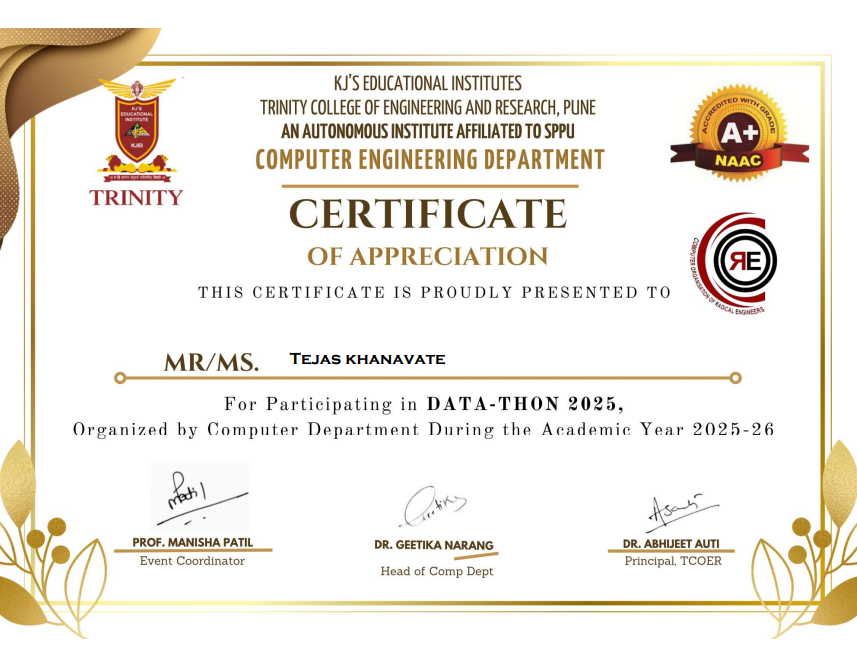 KJ'S EDUCATIONAL INSTITUTES
TRINITY COLLEGE OF ENGINEERING AND RESEARCH, PUNE
AN AUTONOMOUS INSTITUTE AFFILIATED TO SPPU
COMPUTER ENGINEERING DEPARTMENT
KJ'S
EDUCATIONAL
INSTITUTE
KJEI
TRINITY
ACCREDITED WITH GRADE
A+
NAAC
CERTIFICATE
OF APPRECIATION
RE
COMPUTER ORGANISATION OF RADICAL ENGINEERS
THIS CERTIFICATE IS PROUDLY PRESENTED TO
MR/MS. TEJAS KHANAVATE
For Participating in DATA-THON 2025,
Organized by Computer Department During the Academic Year 2025-26
PROF. MANISHA PATIL
Event Coordinator
DR. GEETIKA NARANG
Head of Comp Dept
DR. ABHIJEET AUTI
Principal, TCOER